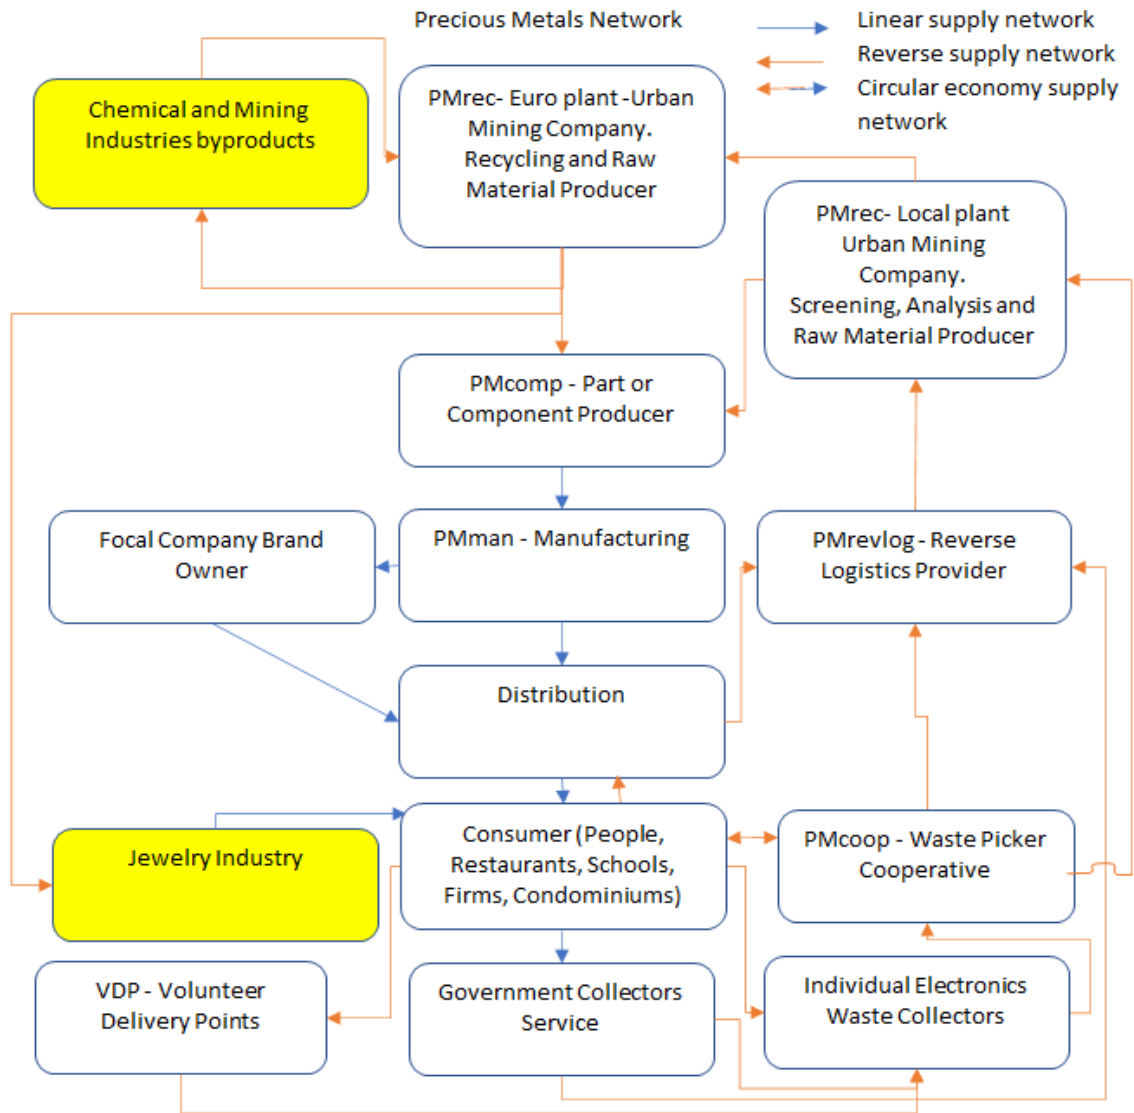 Precious Metals Network
Linear supply network
Reverse supply network
Circular economy supply
network
Chemical and Mining
Industries byproducts
PMrec- Euro plant -Urban
Mining Company.
Recycling and Raw
Material Producer
PMrec- Local plant
Urban Mining
Company.
Screening, Analysis and
Raw Material Producer
PMcomp - Part or
Component Producer
Focal Company Brand
Owner
PMman - Manufacturing
PMrevlog - Reverse
Logistics Provider
Distribution
Jewelry Industry
Consumer (People,
Restaurants, Schools,
Firms, Condominiums)
PMcoop - Waste Picker
Cooperative
VDP - Volunteer
Delivery Points
Government Collectors
Service
Individual Electronics
Waste Collectors